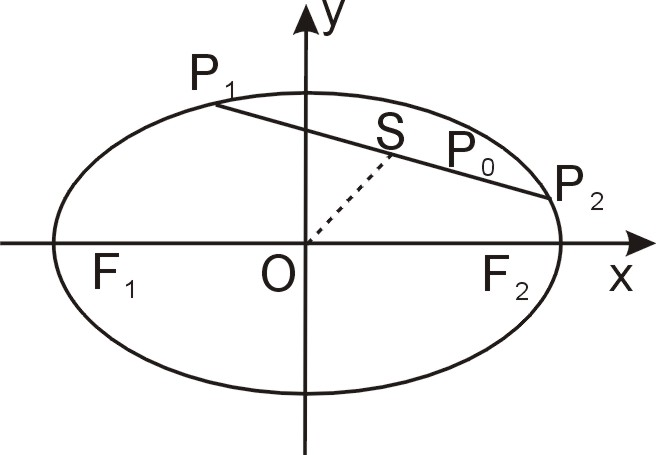 y
P₁
S
P₀
P₂
F₁
O
F₂
x